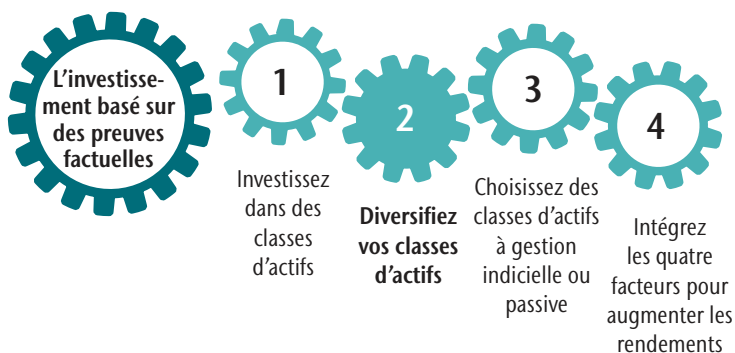 L'investisse-
ment basé sur
des preuves
factuelles
1
Investissez
dans des
classes
d'actifs
2
Diversifiez
vos classes
d'actifs
3
Choisissez des
classes d'actifs
à gestion
indicielle ou
passive
4
Intégrez
les quatre
facteurs pour
augmenter les
rendements